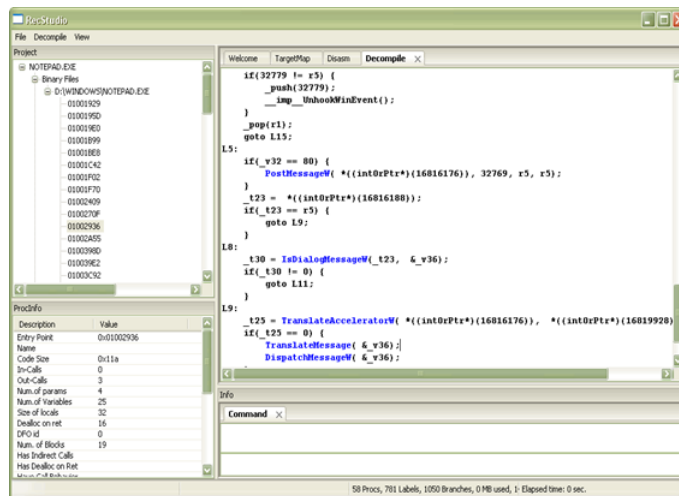 RecStudio
File Decompile View
Project
NOTEPAD.EXE
Binary Files
D:\WINDOWS\NOTEPAD.EXE
01001929
0100195D
010019E0
01001B99
01001BE8
01001C42
01001F02
01001F70
01002409
0100270F
01002936
01002A55
0100398D
010039E2
01003C92
ProcInfo
Description Value
Entry Point 0x01002936
Name
Code Size 0x11a
In-Calls 0
Out-Calls 3
Num.of params 4
Num.of Variables 25
Size of locals 32
Dealloc on ret 16
DFO id 0
Num. of Blocks 19
Has Indirect Calls
Has Dealloc on Ret
Welcome TargetMap Disasm Decompile X
if(32779 != r5) {
_push(32779);
__imp__UnhookWinEvent();
}
_pop(r1);
goto L15;
L5:
if(_v32 == 80) {
PostMessageW( *((intOrPtr*)(16816176)), 32769, r5, r5);
}
_t23 = *((intOrPtr*)(16816188));
if(_t23 == r5) {
goto L9;
}
L8:
_t30 = IsDialogMessageW(_t23, &_v36);
if(_t30 != 0) {
goto L11;
}
L9:
_t25 = TranslateAcceleratorW( *((intOrPtr*)(16816176)), *((intOrPtr*)(16819928)
if(_t25 == 0) {
TranslateMessage( &_v36);
DispatchMessageW( &_v36);
Info
Command X
58 Procs, 781 Labels, 1050 Branches, 0 MB used, 1- Elapsed time: 0 sec.